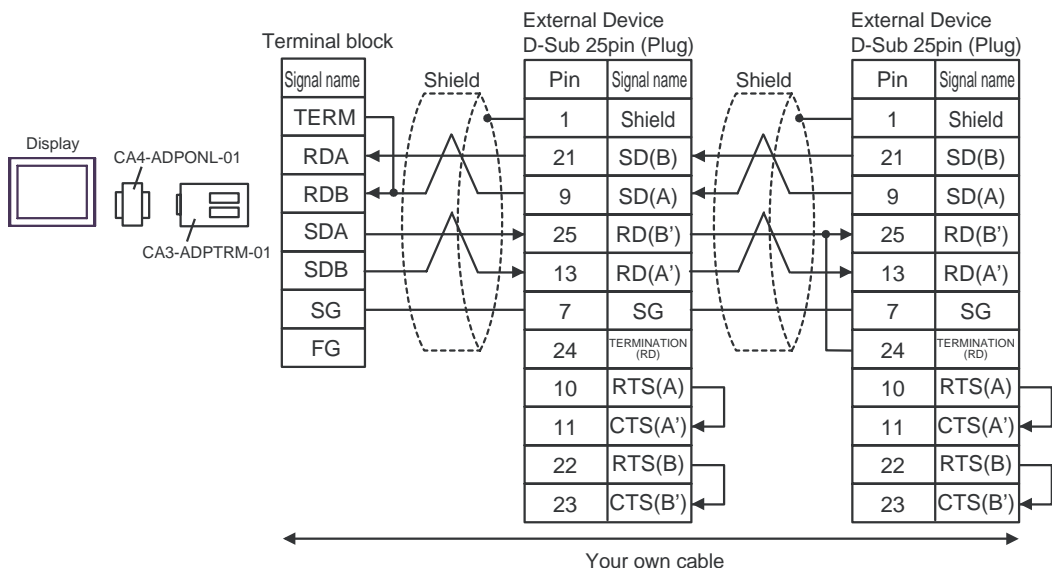 External Device
D-Sub 25pin (Plug)
External Device
D-Sub 25pin (Plug)
Terminal block
Display
CA4-ADPONL-01
CA3-ADPTRM-01
Signal name
TERM
RDA
RDB
SDA
SDB
SG
FG
Shield
Pin Signal name
1 Shield
21 SD(B)
9 SD(A)
25 RD(B')
13 RD(A')
7 SG
24 TERMINATION (RD)
10 RTS(A)
11 CTS(A')
22 RTS(B)
23 CTS(B')
Shield
Pin Signal name
1 Shield
21 SD(B)
9 SD(A)
25 RD(B')
13 RD(A')
7 SG
24 TERMINATION (RD)
10 RTS(A)
11 CTS(A')
22 RTS(B)
23 CTS(B')
Your own cable